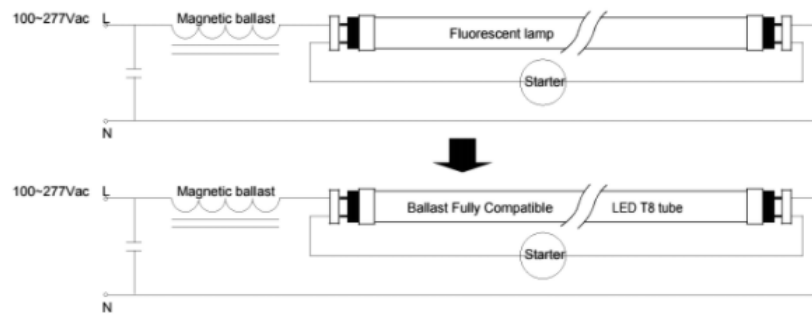 100~277Vac L Magnetic ballast
Fluorescent lamp
Starter
N
100~277Vac L Magnetic ballast
Ballast Fully Compatible LED T8 tube
Starter
N